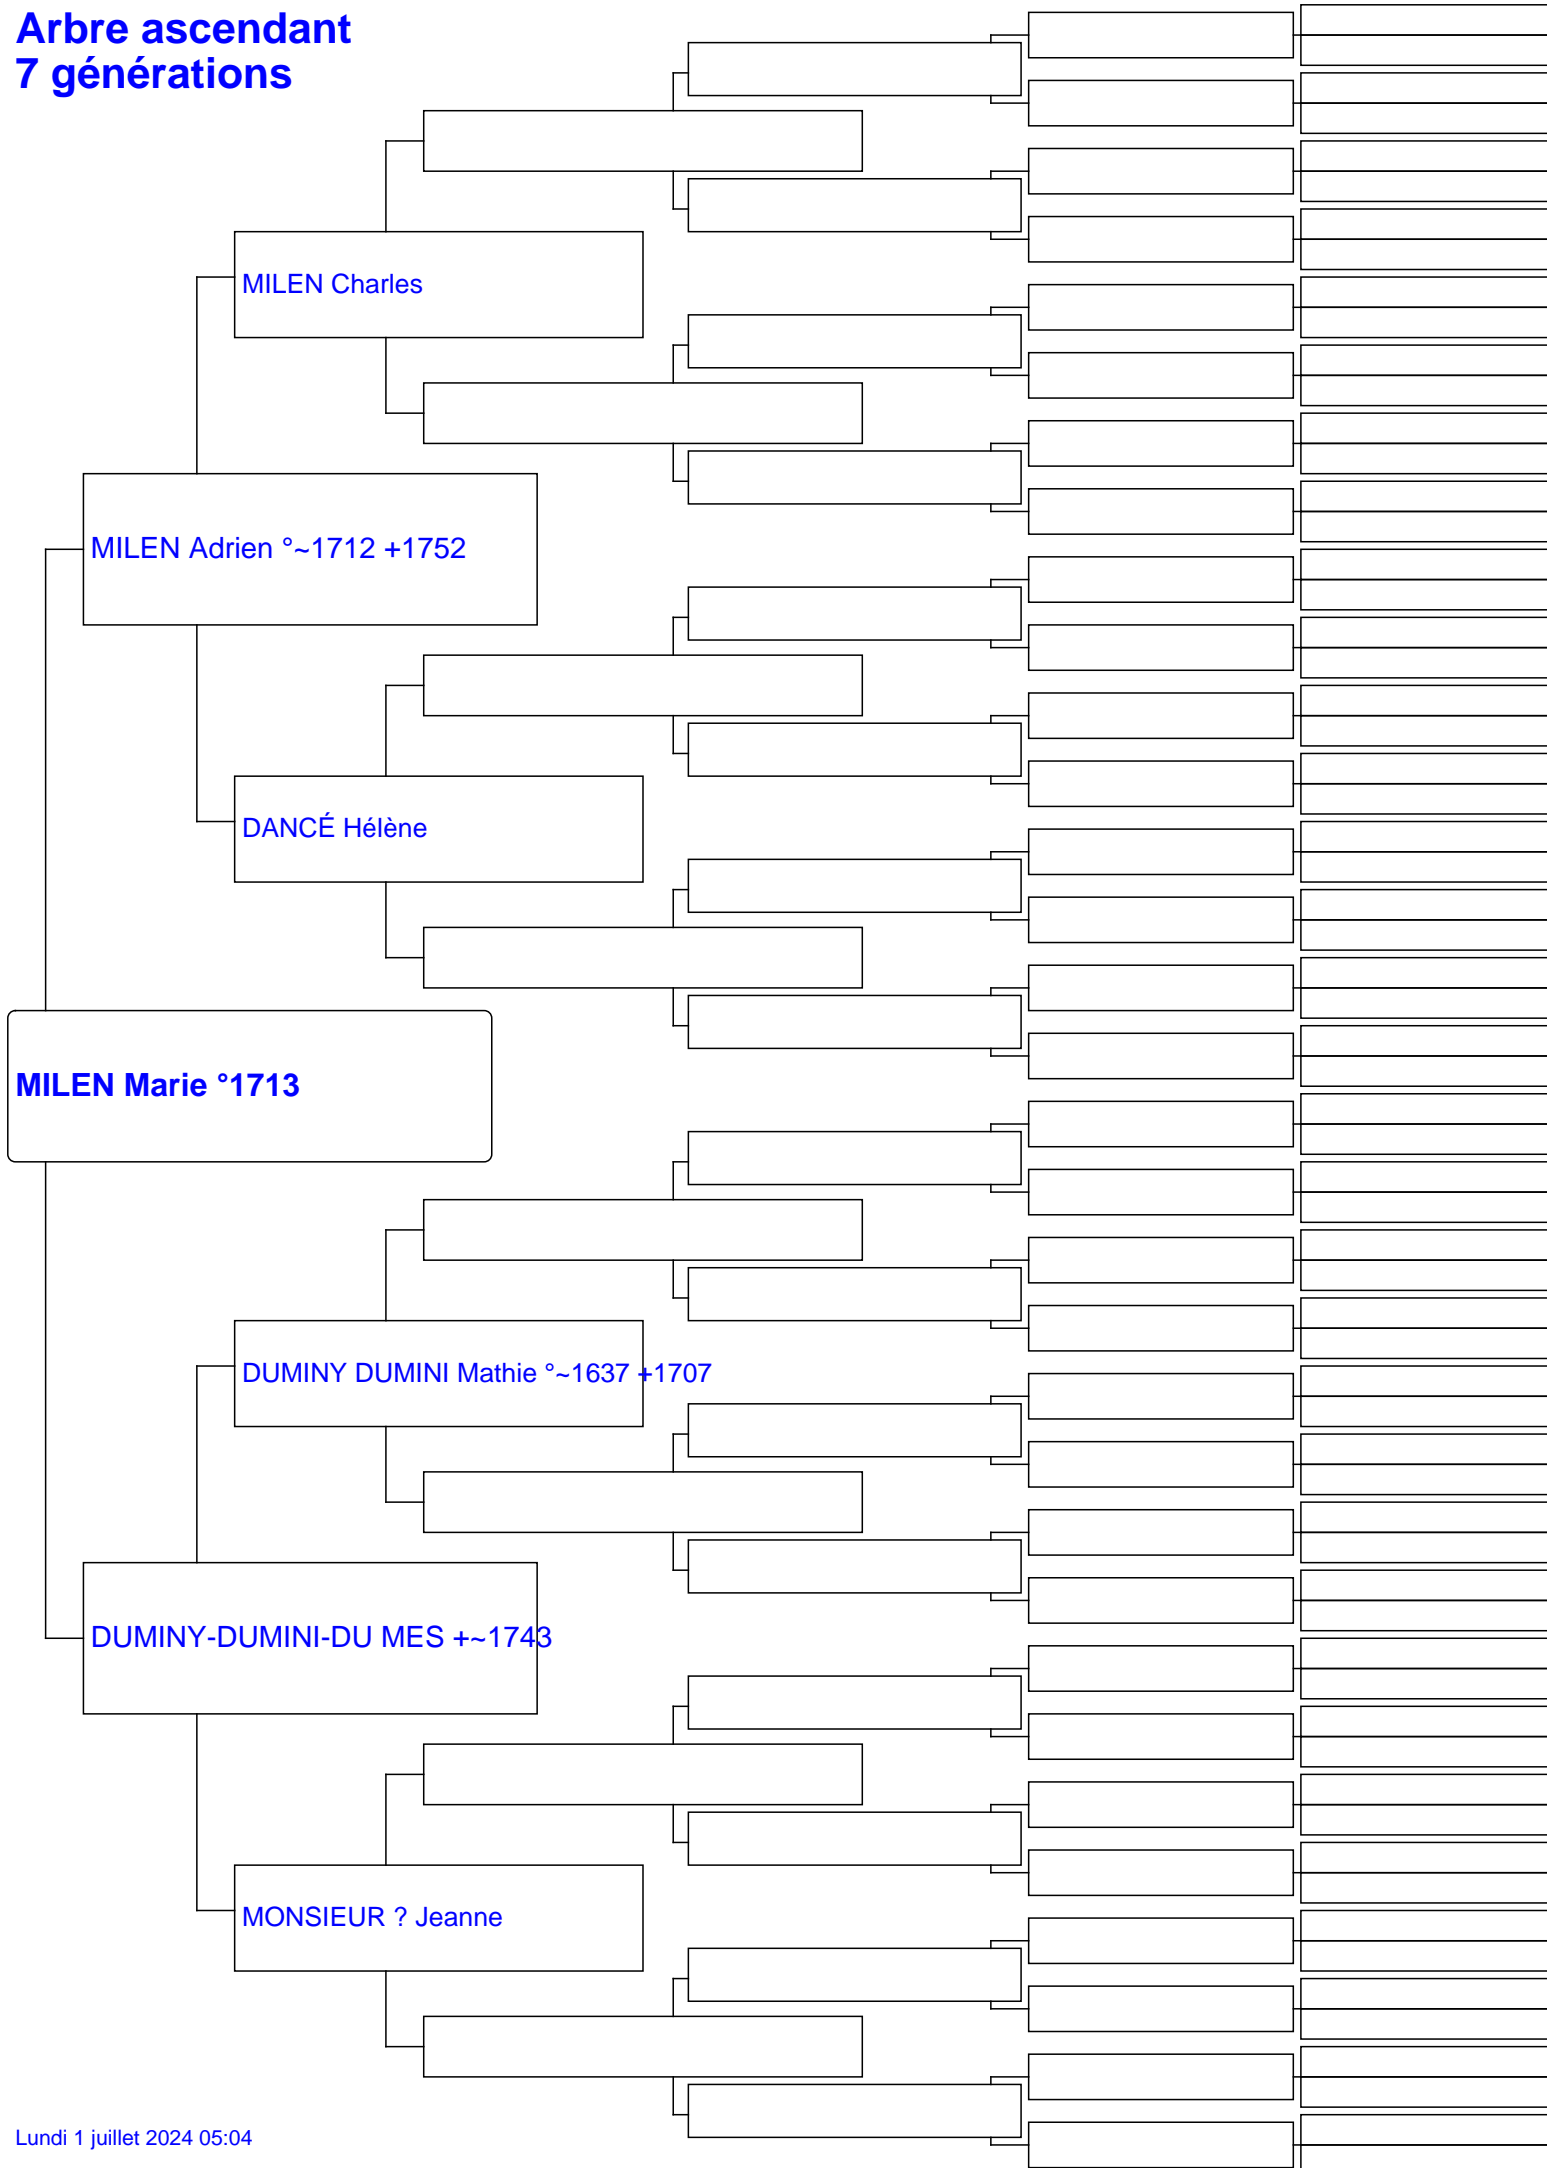 Arbre ascendant
7 générations
MILEN Charles
MILEN Adrien °~1712 +1752
DANCÉ Hélène
MILEN Marie °1713
DUMINY DUMINI Mathie °~1637 +1707
DUMINY-DUMINI-DU MES +~1743
MONSIEUR ? Jeanne
Lundi 1 juillet 2024 05:04